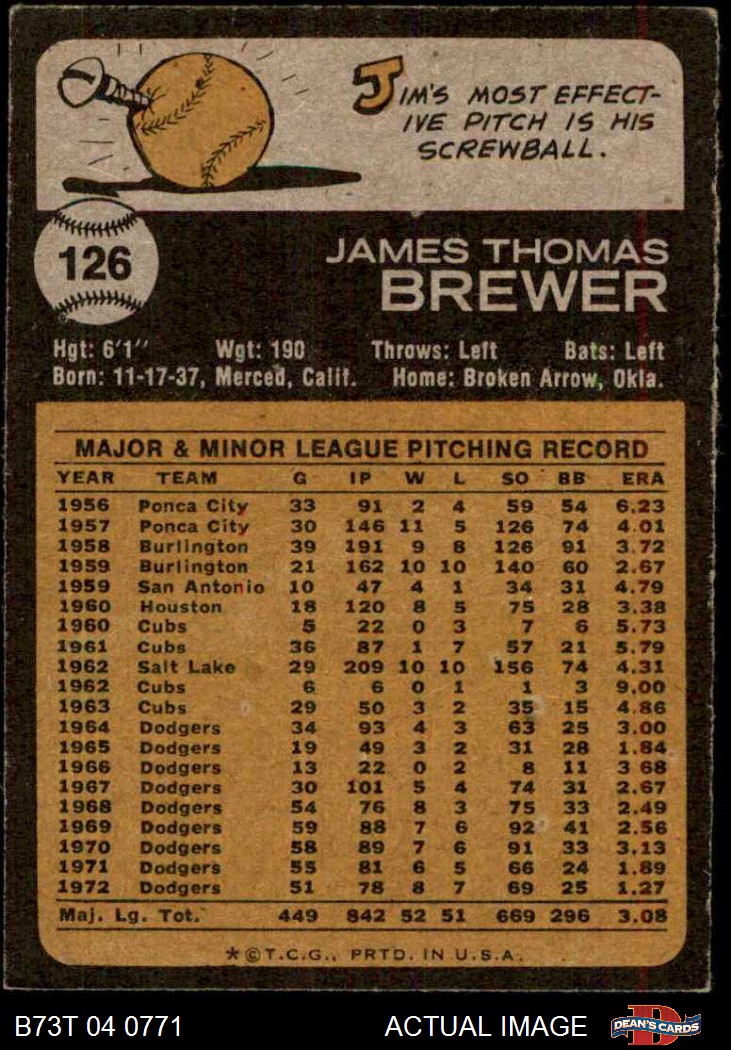 JIM'S MOST EFFECT-
IVE PITCH IS HIS
SCREWBALL.
126
JAMES THOMAS
BREWER
Hgt: 6'1" Wgt: 190 Throws: Left Bats: Left
Born: 11-17-37, Merced, Calif. Home: Broken Arrow, Okla.
MAJOR & MINOR LEAGUE PITCHING RECORD
YEAR TEAM G IP W L SO BB ERA
1956 Ponca City 33 91 2 4 59 54 6.23
1957 Ponca City 30 146 11 5 126 74 4.01
1958 Burlington 39 191 9 8 126 91 3.72
1959 Burlington 21 162 10 10 140 60 2.67
1959 San Antonio 10 47 4 1 34 31 4.79
1960 Houston 18 120 8 5 75 28 3.38
1960 Cubs 5 22 0 3 7 6 5.73
1961 Cubs 36 87 1 7 57 21 5.79
1962 Salt Lake 29 209 10 10 156 74 4.31
1962 Cubs 6 6 0 1 1 3 9.00
1963 Cubs 29 50 3 2 35 15 4.86
1964 Dodgers 34 93 4 3 63 25 3.00
1965 Dodgers 19 49 3 2 31 28 1.84
1966 Dodgers 13 22 0 2 8 11 3 68
1967 Dodgers 30 101 5 4 74 31 2.67
1968 Dodgers 54 76 8 3 75 33 2.49
1969 Dodgers 59 88 7 6 92 41 2.56
1970 Dodgers 58 89 7 6 91 33 3.13
1971 Dodgers 55 81 6 5 66 24 1.89
1972 Dodgers 51 78 8 7 69 25 1.27
Maj. Lg. Tot. 449 842 52 51 669 296 3.08
*©T.C.G., PRTD. IN U.S.A.
B73T 04 0771 ACTUAL IMAGE DEAN'S CARDS